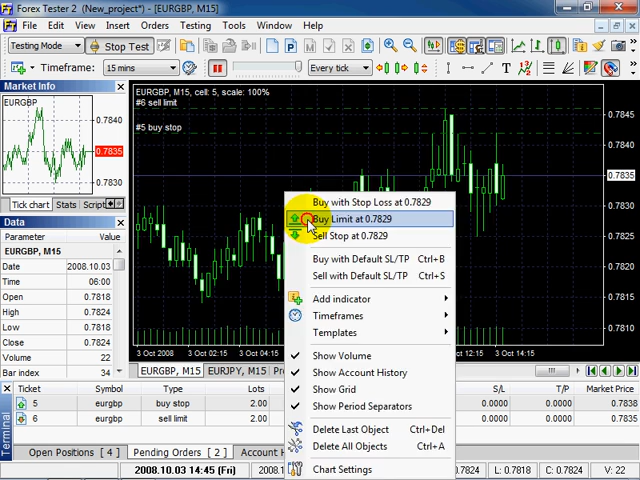 Forex Tester 2 (New_project*) - [EURGBP, M15]
File Edit View Insert Orders Testing Tools Window Help
Testing Mode Stop Test
Timeframe: 15 mins Every tick
Market Info
EURGBP
0.7840
0.7835
0.7830
Tick chart Stats Script
Data
Parameter Value
EURGBP, M15
Date 2008.10.03
Time 06:00
Open 0.7818
High 0.7824
Low 0.7818
Close 0.7824
Volume 22
Bar index 34
EURGBP, M15, cell: 5, scale: 100%
#6 sell limit
#5 buy stop
0.7845
0.7840
0.7835
0.7830
0.7825
0.7820
0.7815
0.7810
3 Oct 2008 3 Oct 02:15 3 Oct 04:15 3 Oct 12:15 3 Oct 14:15
EURGBP, M15 EURJPY, M15
Buy with Stop Loss at 0.7829
Buy Limit at 0.7829
Sell Stop at 0.7829
Buy with Default SL/TP Ctrl+B
Sell with Default SL/TP Ctrl+S
Add indicator
Timeframes
Templates
Show Volume
Show Account History
Show Grid
Show Period Separators
Delete Last Object Ctrl+Del
Delete All Objects Ctrl+A
Chart Settings
Terminal
Ticket Symbol Type Lots S/L T/P Market Price
5 eurgbp buy stop 2.00 0.0000 0.0000 0.7838
6 eurgbp sell limit 2.00 0.0000 0.0000 0.7835
Open Positions [ 4 ] Pending Orders [ 2 ] Account H
2008.10.03 14:45 (Fri) 0.7824 L: 0.7818 C: 0.7824 V: 22